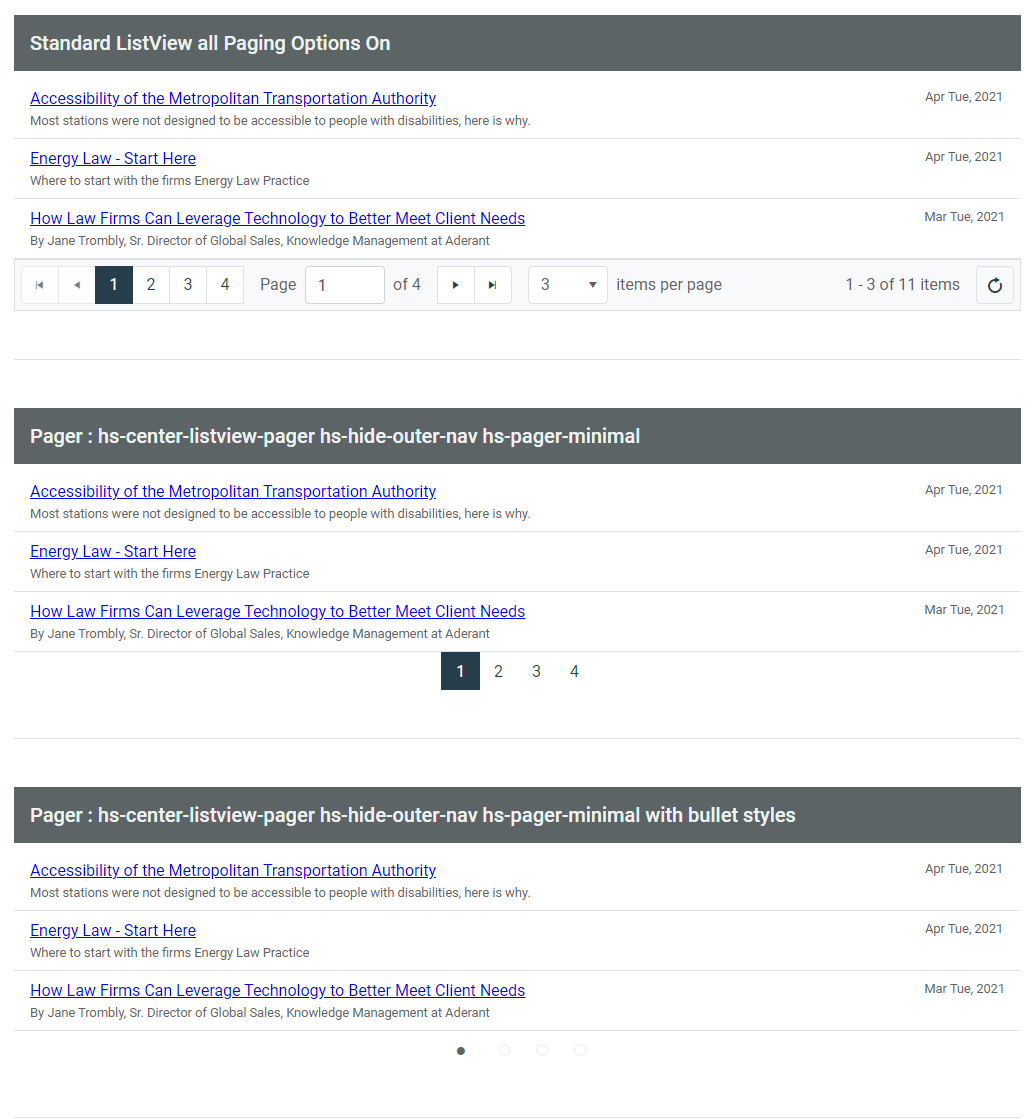 Standard ListView all Paging Options On
Accessibility of the Metropolitan Transportation Authority Apr Tue, 2021
Most stations were not designed to be accessible to people with disabilities, here is why.
Energy Law - Start Here Apr Tue, 2021
Where to start with the firms Energy Law Practice
How Law Firms Can Leverage Technology to Better Meet Client Needs Mar Tue, 2021
By Jane Trombly, Sr. Director of Global Sales, Knowledge Management at Aderant
1 2 3 4 Page 1 of 4 3 items per page 1 - 3 of 11 items
Pager : hs-center-listview-pager hs-hide-outer-nav hs-pager-minimal
Accessibility of the Metropolitan Transportation Authority Apr Tue, 2021
Most stations were not designed to be accessible to people with disabilities, here is why.
Energy Law - Start Here Apr Tue, 2021
Where to start with the firms Energy Law Practice
How Law Firms Can Leverage Technology to Better Meet Client Needs Mar Tue, 2021
By Jane Trombly, Sr. Director of Global Sales, Knowledge Management at Aderant
1 2 3 4
Pager : hs-center-listview-pager hs-hide-outer-nav hs-pager-minimal with bullet styles
Accessibility of the Metropolitan Transportation Authority Apr Tue, 2021
Most stations were not designed to be accessible to people with disabilities, here is why.
Energy Law - Start Here Apr Tue, 2021
Where to start with the firms Energy Law Practice
How Law Firms Can Leverage Technology to Better Meet Client Needs Mar Tue, 2021
By Jane Trombly, Sr. Director of Global Sales, Knowledge Management at Aderant